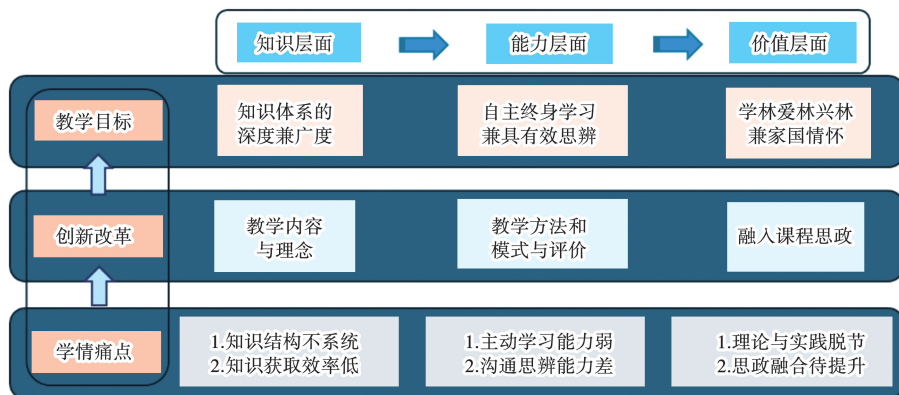 知识层面
能力层面
价值层面
教学目标
知识体系的
深度兼广度
自主终身学习
兼具有效思辨
学林爱林兴林
兼家国情怀
创新改革
教学内容
与理念
教学方法和
模式与评价
融入课程思政
学情痛点
1.知识结构不系统
2.知识获取效率低
1.主动学习能力弱
2.沟通思辨能力差
1.理论与实践脱节
2.思政融合待提升